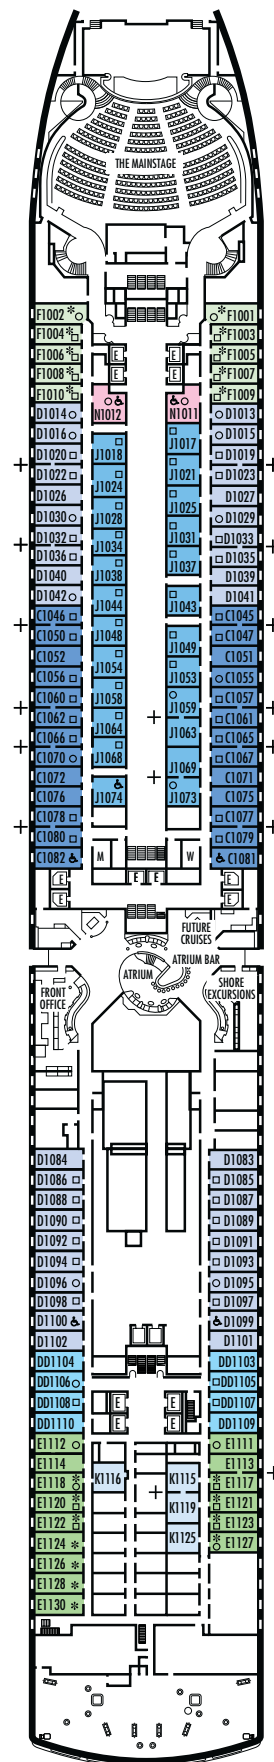 THE MAINSTAGE
E E
F1002 F1001
F1004 F1003
F1006 F1005
F1008 F1007
F1010 N1012 N1011 F1009
D1014 D1013
D1016 J1017 D1015
D1020 J1018 D1019
D1022 J1021 D1023
D1026 J1024 D1027
D1030 J1028 J1025 D1029
D1032 J1034 J1031 D1033
D1036 J1037 D1035
D1040 J1038 D1039
D1042 J1044 J1043 D1041
C1046 C1045
C1050 J1048 J1049 C1047
C1052 J1054 C1051
C1056 J1053 C1055
C1060 J1058 J1059 C1057
C1062 J1064 J1063 C1061
C1066 C1065
C1070 J1068 J1069 C1067
C1072 C1071
C1076 J1074 J1073 C1075
C1078 C1077
C1080 C1079
C1082 M W C1081
E E E E
E E
FUTURE CRUISES
ATRIUM BAR
ATRIUM
FRONT OFFICE
SHORE EXCURSIONS
D1084 D1083
D1086 D1085
D1088 D1087
D1090 D1089
D1092 D1091
D1094 D1093
D1096 D1095
D1098 D1097
D1100 D1099
D1102 D1101
DD1104 DD1103
DD1106 DD1105
DD1108 E E DD1107
DD1110 E E DD1109
E1112 E1111
E1114 E1113
E1118 K1116 K1115 E1117
E1120 K1119 E1121
E1122 E1123
E1124 K1125 E1127
E1126
E1128
E1130